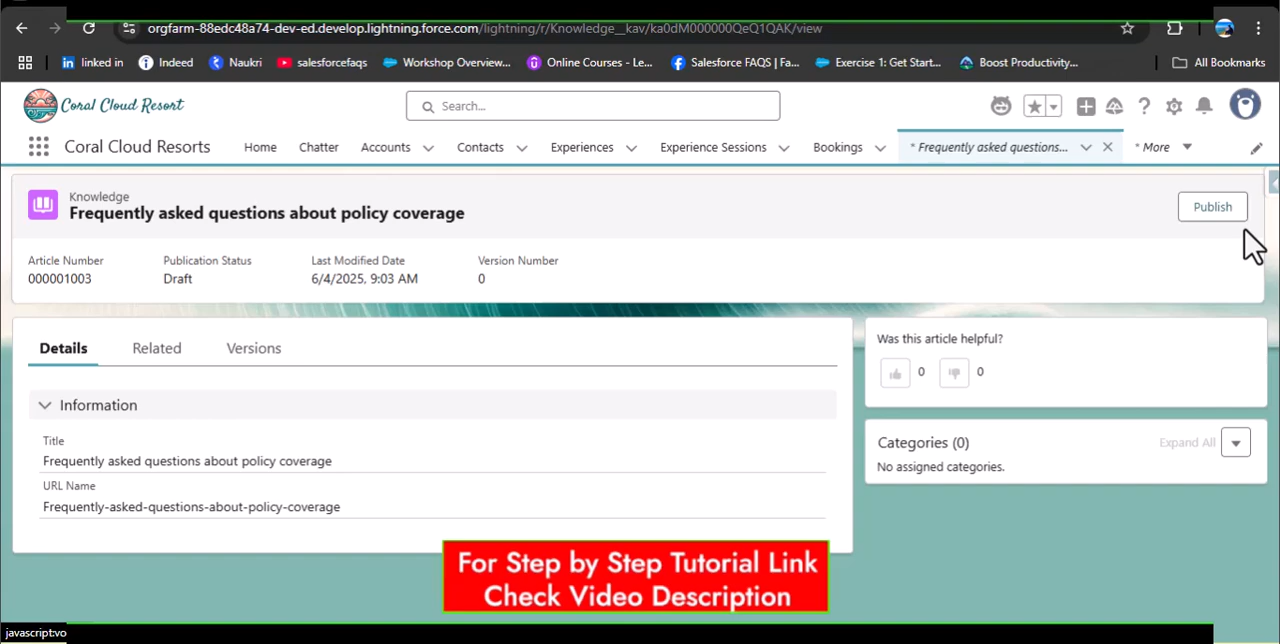 orgfarm-88edc48a74-dev-ed.develop.lightning.force.com/lightning/r/Knowledge__kav/ka0dM000000QeQ1QAK/view
linked in Indeed Naukri salesforcefaqs Workshop Overview... Online Courses - Le... Salesforce FAQS | Fa... Exercise 1: Get Start... Boost Productivity... All Bookmarks
Coral Cloud Resort Search...
Coral Cloud Resorts Home Chatter Accounts Contacts Experiences Experience Sessions Bookings * Frequently asked questions... * More
Knowledge
Frequently asked questions about policy coverage Publish
Article Number Publication Status Last Modified Date Version Number
000001003 Draft 6/4/2025, 9:03 AM 0
Details Related Versions
Was this article helpful?
0 0
Information
Title
Frequently asked questions about policy coverage
URL Name
Frequently-asked-questions-about-policy-coverage
Categories (0) Expand All
No assigned categories.
For Step by Step Tutorial Link
Check Video Description
javascript:vo